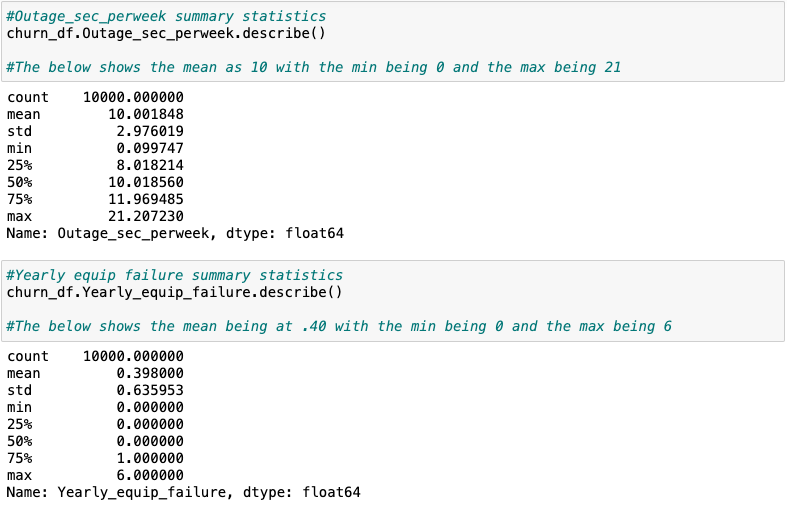 #Outage_sec_perweek summary statistics
churn_df.Outage_sec_perweek.describe()
#The below shows the mean as 10 with the min being 0 and the max being 21
count    10000.000000
mean        10.001848
std          2.976019
min          0.099747
25%          8.018214
50%         10.018560
75%         11.969485
max         21.207230
Name: Outage_sec_perweek, dtype: float64
#Yearly equip failure summary statistics
churn_df.Yearly_equip_failure.describe()
#The below shows the mean being at .40 with the min being 0 and the max being 6
count    10000.000000
mean         0.398000
std          0.635953
min          0.000000
25%          0.000000
50%          0.000000
75%          1.000000
max          6.000000
Name: Yearly_equip_failure, dtype: float64